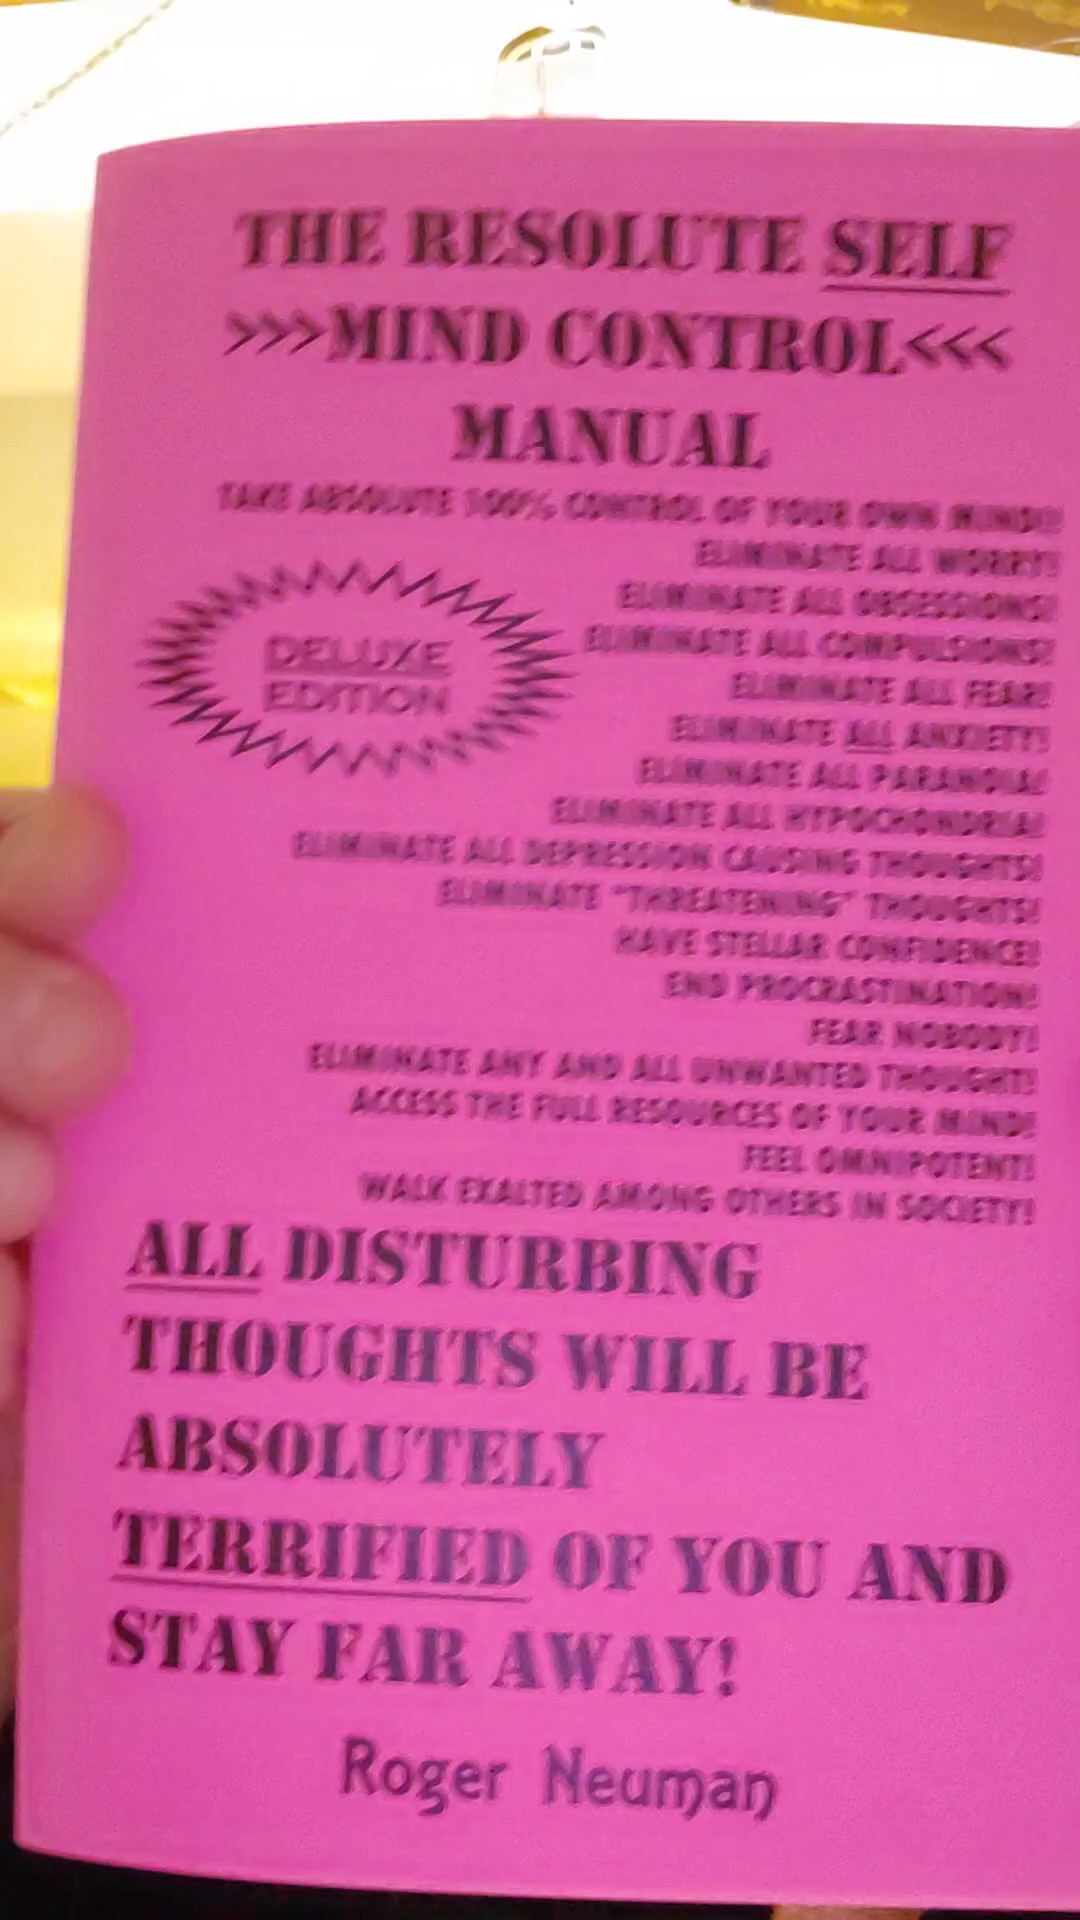 THE RESOLUTE SELF
>>>MIND CONTROL<<<
MANUAL
TAKE ABSOLUTE 100% CONTROL OF YOUR OWN MIND!!
ELIMINATE ALL WORRY!
ELIMINATE ALL OBSESSIONS!
ELIMINATE ALL COMPULSIONS!
ELIMINATE ALL FEAR!
ELIMINATE ALL ANXIETY!
ELIMINATE ALL PARANOIA!
ELIMINATE ALL HYPOCHONDRIA!
ELIMINATE ALL DEPRESSION CAUSING THOUGHTS!
ELIMINATE "THREATENING" THOUGHTS!
HAVE STELLAR CONFIDENCE!
END PROCRASTINATION!
FEAR NOBODY!
ELIMINATE ANY AND ALL UNWANTED THOUGHT!
ACCESS THE FULL RESOURCES OF YOUR MIND!
FEEL OMNIPOTENT!
WALK EXALTED AMONG OTHERS IN SOCIETY!
DELUXE
EDITION
ALL DISTURBING
THOUGHTS WILL BE
ABSOLUTELY
TERRIFIED OF YOU AND
STAY FAR AWAY!
Roger Neuman